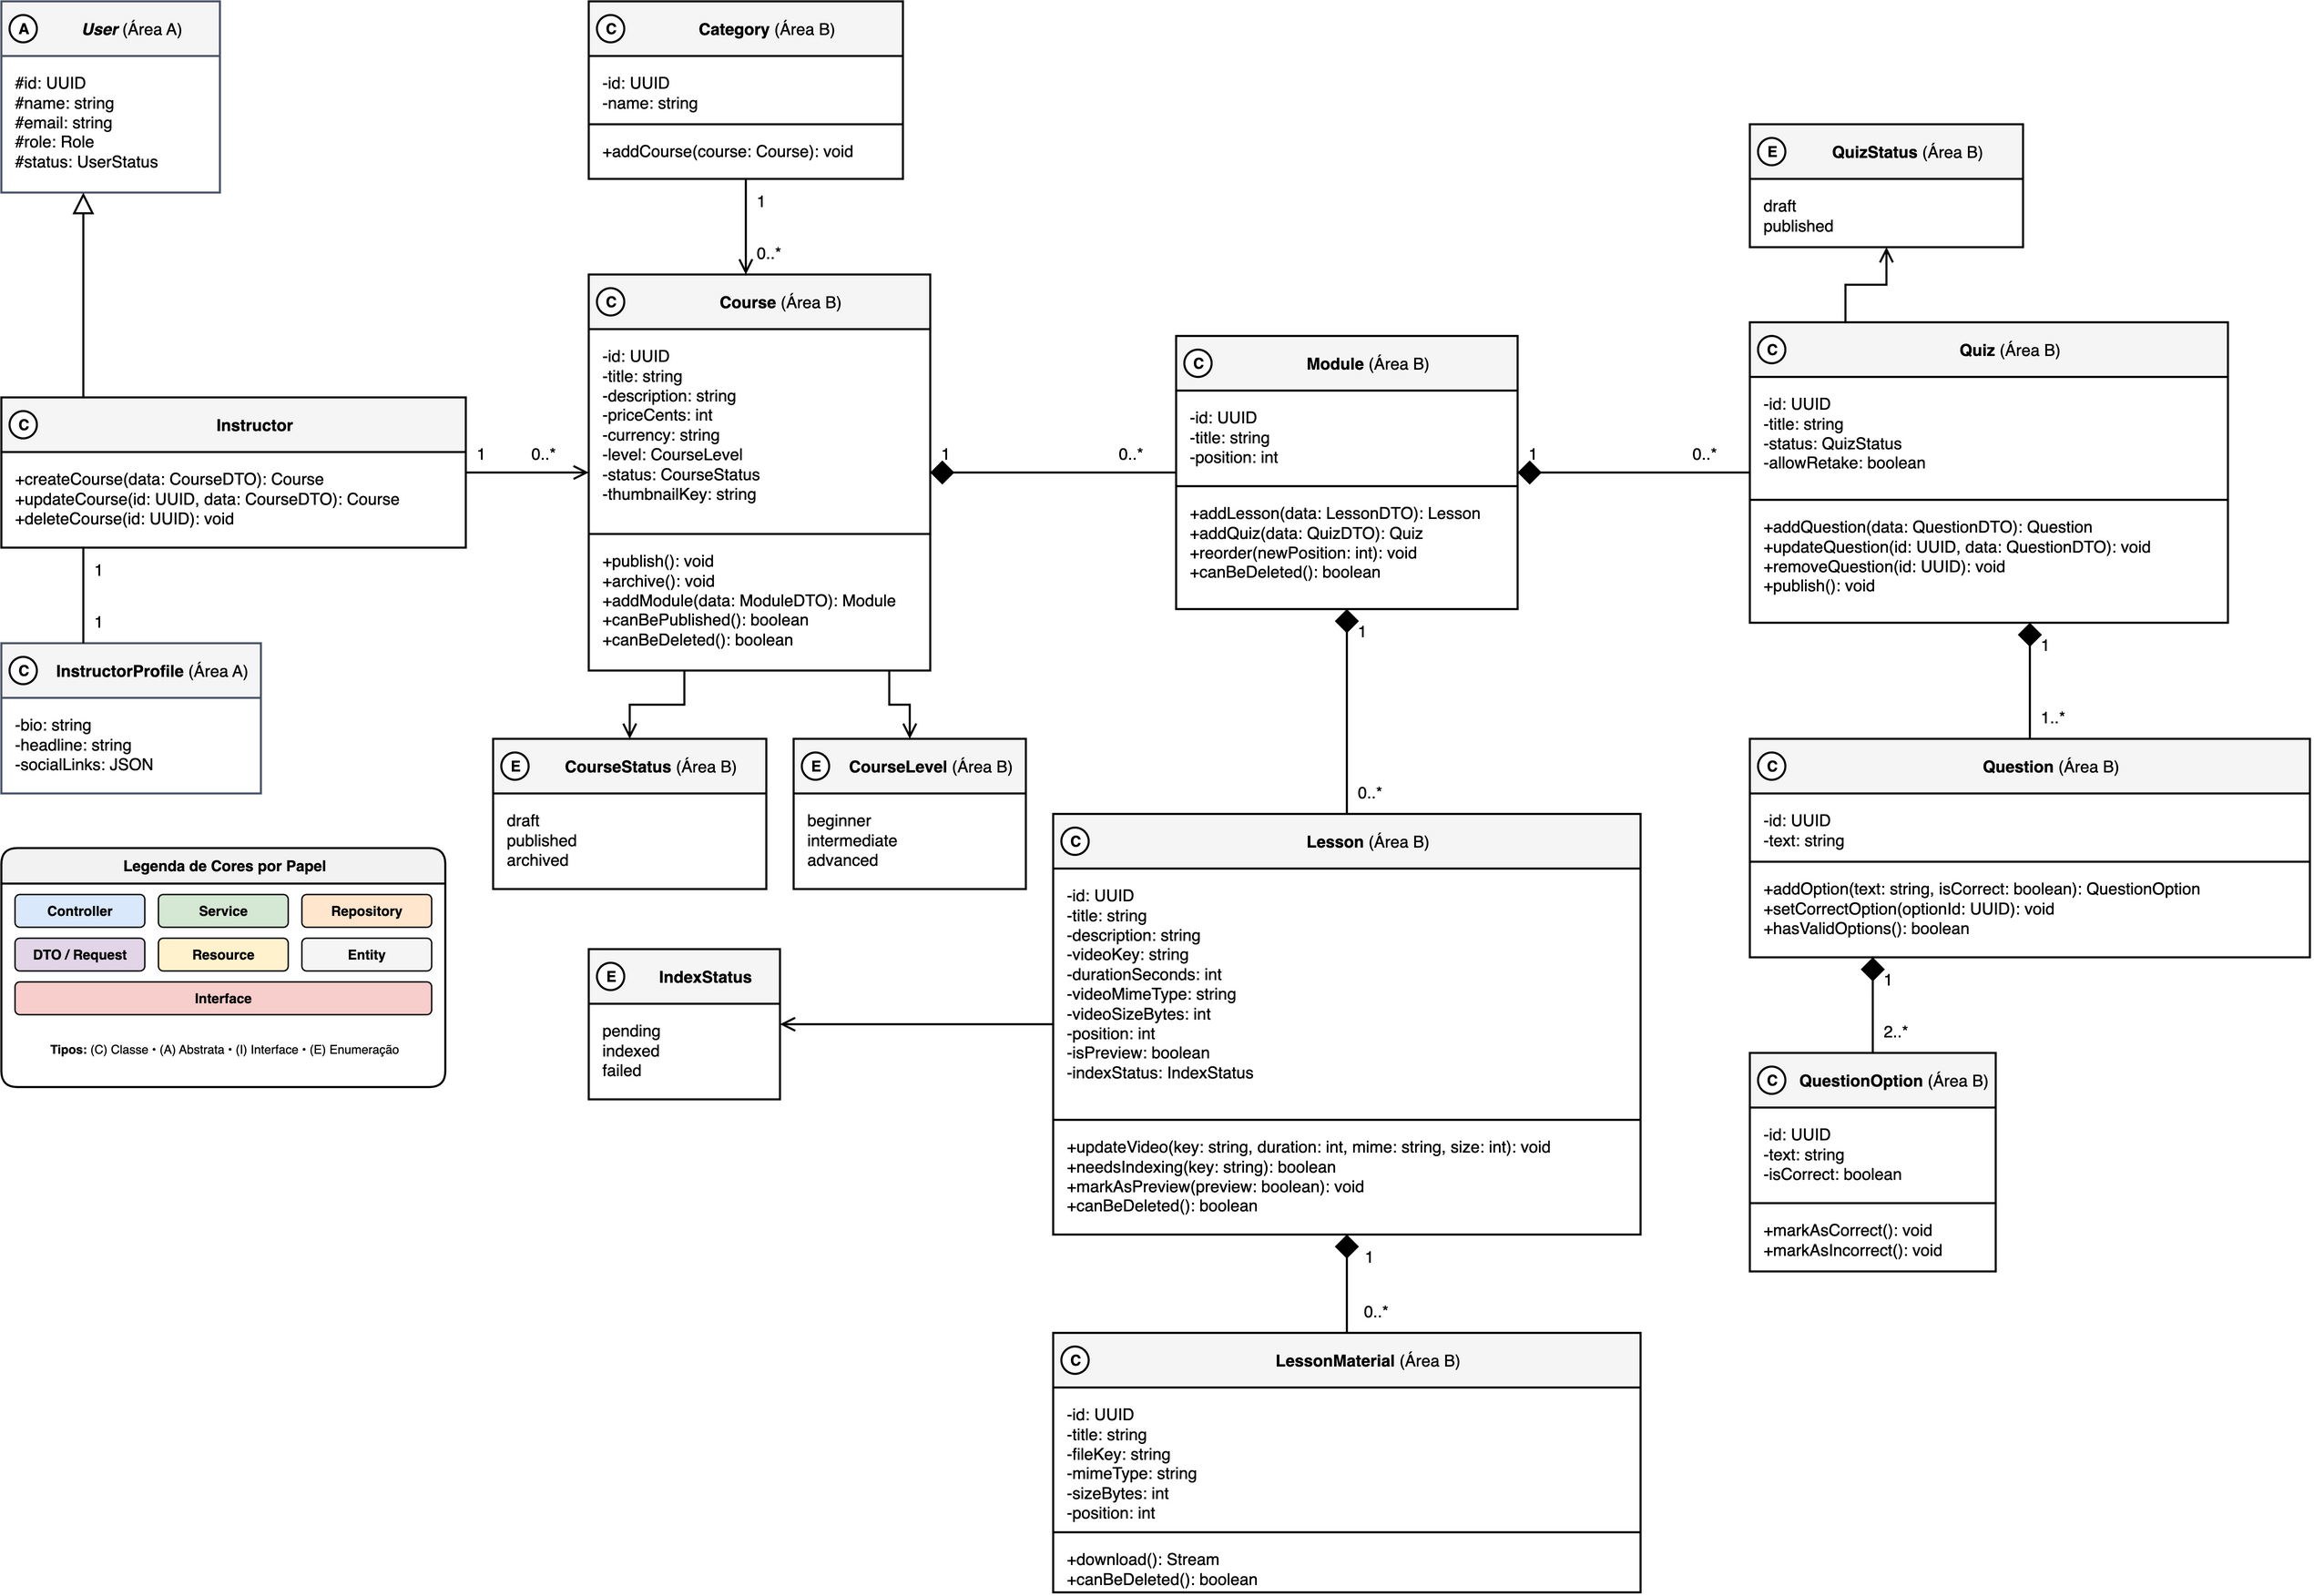 A
User (Área A)
#id: UUID
#name: string
#email: string
#role: Role
#status: UserStatus
C
Category (Área B)
-id: UUID
-name: string
+addCourse(course: Course): void
1
0..*
E
QuizStatus (Área B)
draft
published
C
Course (Área B)
-id: UUID
-title: string
-description: string
-priceCents: int
-currency: string
-level: CourseLevel
-status: CourseStatus
-thumbnailKey: string
+publish(): void
+archive(): void
+addModule(data: ModuleDTO): Module
+canBePublished(): boolean
+canBeDeleted(): boolean
C
Module (Área B)
-id: UUID
-title: string
-position: int
+addLesson(data: LessonDTO): Lesson
+addQuiz(data: QuizDTO): Quiz
+reorder(newPosition: int): void
+canBeDeleted(): boolean
C
Quiz (Área B)
-id: UUID
-title: string
-status: QuizStatus
-allowRetake: boolean
+addQuestion(data: QuestionDTO): Question
+updateQuestion(id: UUID, data: QuestionDTO): void
+removeQuestion(id: UUID): void
+publish(): void
C
Instructor
+createCourse(data: CourseDTO): Course
+updateCourse(id: UUID, data: CourseDTO): Course
+deleteCourse(id: UUID): void
1
0..*
1
0..*
1
0..*
1
1
C
InstructorProfile (Área A)
-bio: string
-headline: string
-socialLinks: JSON
E
CourseStatus (Área B)
draft
published
archived
E
CourseLevel (Área B)
beginner
intermediate
advanced
1
0..*
1
1..*
C
Question (Área B)
-id: UUID
-text: string
+addOption(text: string, isCorrect: boolean): QuestionOption
+setCorrectOption(optionId: UUID): void
+hasValidOptions(): boolean
C
Lesson (Área B)
-id: UUID
-title: string
-description: string
-videoKey: string
-durationSeconds: int
-videoMimeType: string
-videoSizeBytes: int
-position: int
-isPreview: boolean
-indexStatus: IndexStatus
+updateVideo(key: string, duration: int, mime: string, size: int): void
+needsIndexing(key: string): boolean
+markAsPreview(preview: boolean): void
+canBeDeleted(): boolean
Legenda de Cores por Papel
Controller
Service
Repository
DTO / Request
Resource
Entity
Interface
Tipos: (C) Classe • (A) Abstrata • (I) Interface • (E) Enumeração
E
IndexStatus
pending
indexed
failed
1
2..*
C
QuestionOption (Área B)
-id: UUID
-text: string
-isCorrect: boolean
+markAsCorrect(): void
+markAsIncorrect(): void
1
0..*
C
LessonMaterial (Área B)
-id: UUID
-title: string
-fileKey: string
-mimeType: string
-sizeBytes: int
-position: int
+download(): Stream
+canBeDeleted(): boolean